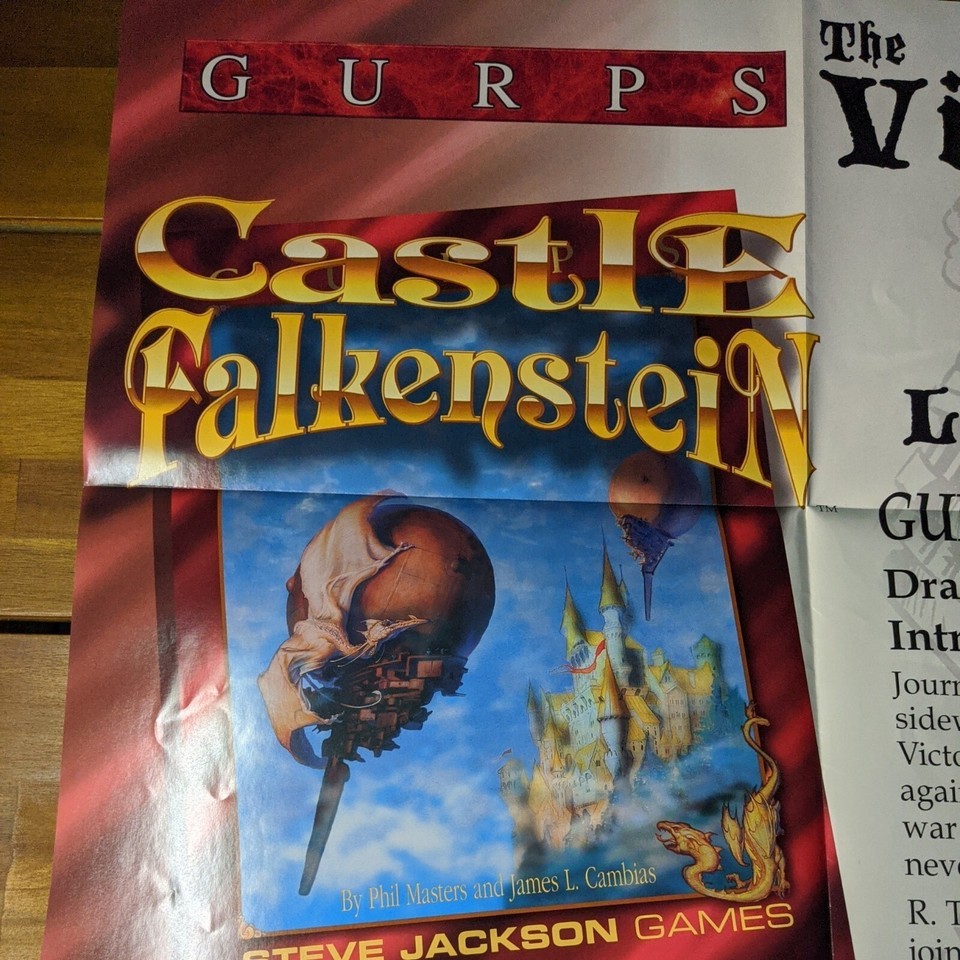 GURPS
CastlE
FalkensteiN
TM
By Phil Masters and James L. Cambias
STEVE JACKSON GAMES
The
Vi
L
GU
Dra
Intr
Journ
sidew
Victo
agai
war
neve
R. T
join